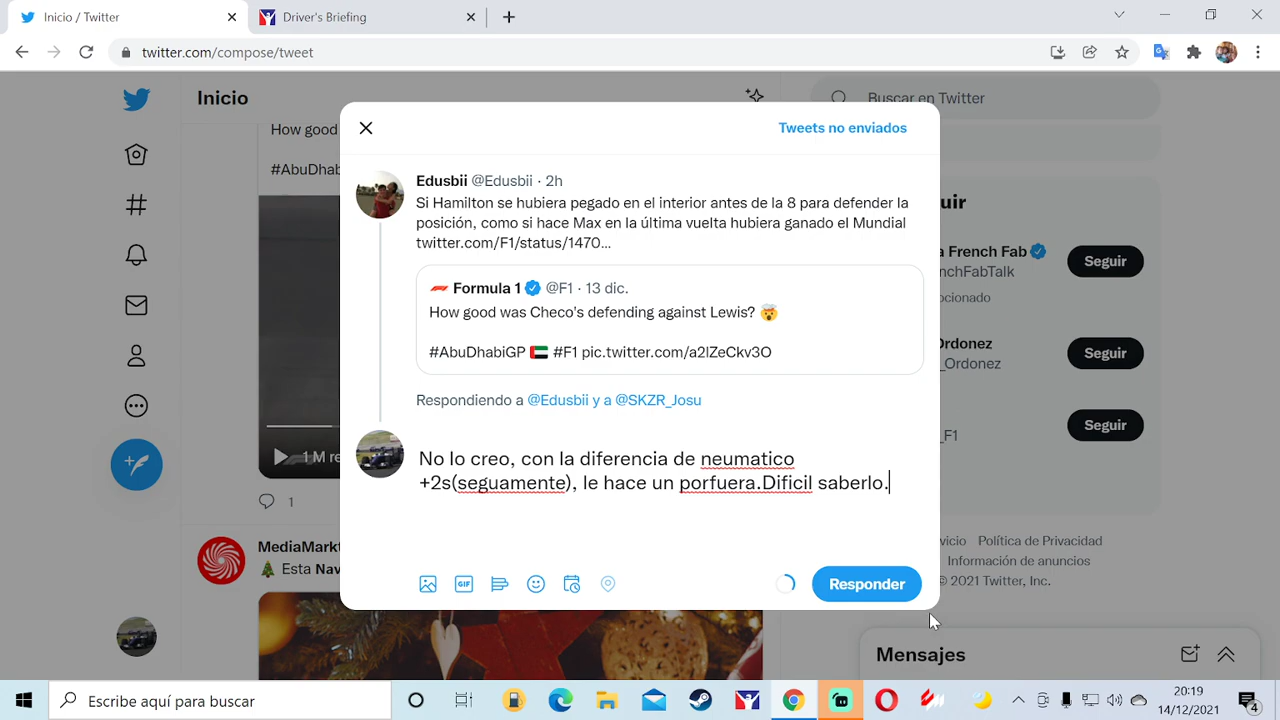 Inicio / Twitter
Driver's Briefing
twitter.com/compose/tweet
Inicio
Buscar en Twitter
How good
#AbuDhab
1 M re
1
MediaMarkt
Esta Nav
Tweets no enviados
Edusbii @Edusbii · 2h
Si Hamilton se hubiera pegado en el interior antes de la 8 para defender la
posición, como si hace Max en la última vuelta hubiera ganado el Mundial
twitter.com/F1/status/1470...
Formula 1 @F1 · 13 dic.
How good was Checo's defending against Lewis? 🤯
#AbuDhabiGP 🇦🇪 #F1 pic.twitter.com/a2lZeCkv3O
Respondiendo a @Edusbii y a @SKZR_Josu
No lo creo, con la diferencia de neumatico
+2s(seguamente), le hace un porfuera.Dificil saberlo.
GIF
Responder
uir
a French Fab
nchFabTalk
Seguir
ocionado
Ordonez
_Ordonez
Seguir
_F1
Seguir
vicio Política de Privacidad
Información de anuncios
© 2021 Twitter, Inc.
Mensajes
Escribe aquí para buscar
20:19
14/12/2021
4